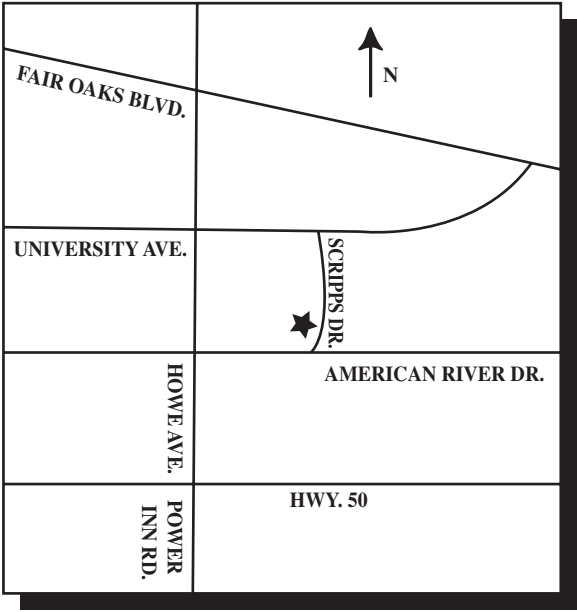 N
FAIR OAKS BLVD.
UNIVERSITY AVE.
SCRIPPS DR.
AMERICAN RIVER DR.
HOWE AVE.
HWY. 50
POWER
INN RD.